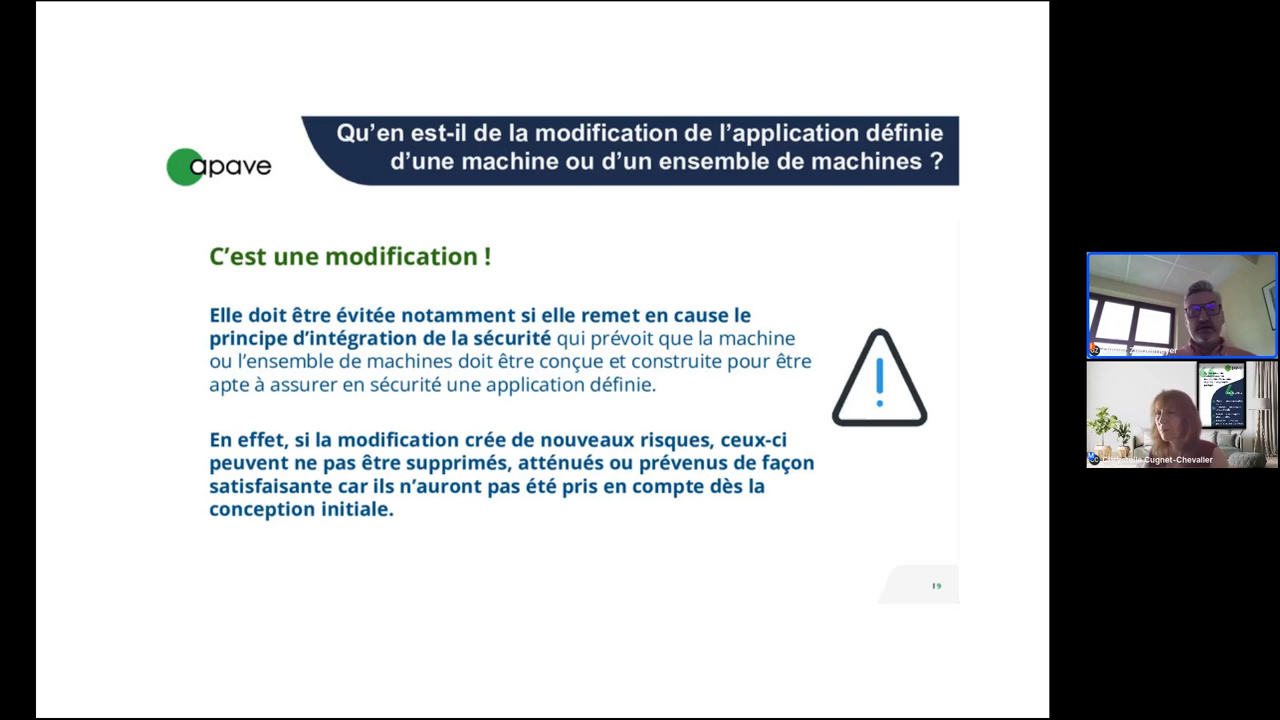 Qu’en est-il de la modification de l’application définie
d’une machine ou d’un ensemble de machines ?
apave
C’est une modification !
Elle doit être évitée notamment si elle remet en cause le
principe d’intégration de la sécurité qui prévoit que la machine
ou l’ensemble de machines doit être conçue et construite pour être
apte à assurer en sécurité une application définie.
En effet, si la modification crée de nouveaux risques, ceux-ci
peuvent ne pas être supprimés, atténués ou prévenus de façon
satisfaisante car ils n’auront pas été pris en compte dès la
conception initiale.
19
apave
Chrystelle Cugnet-Chevallier